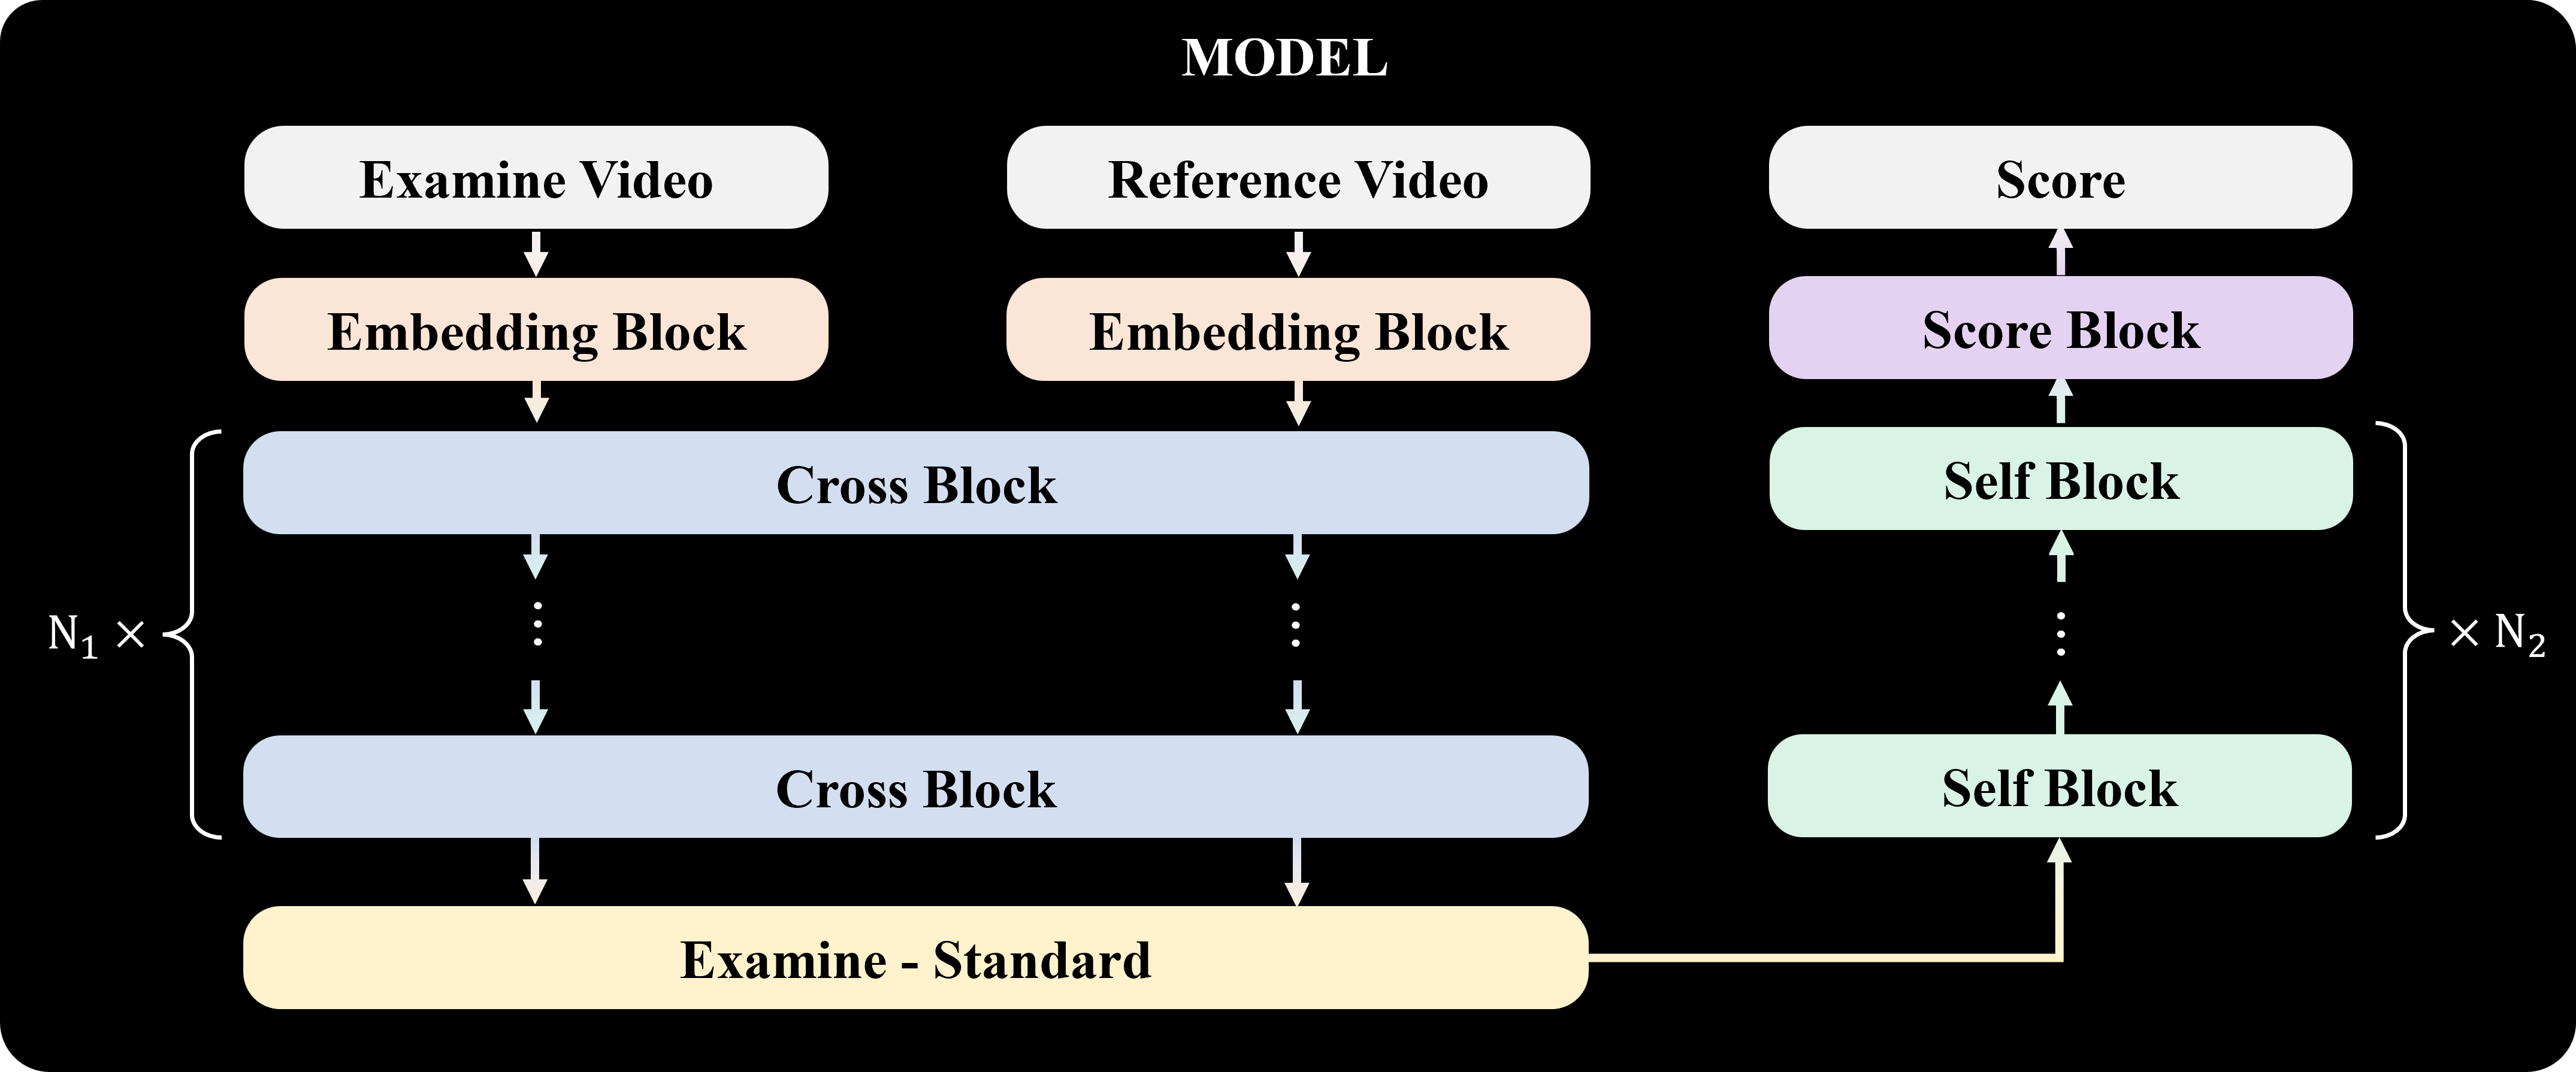 MODEL
Examine Video
Reference Video
Score
Embedding Block
Embedding Block
Score Block
Cross Block
Self Block
N₁ ×
× N₂
Cross Block
Self Block
Examine - Standard